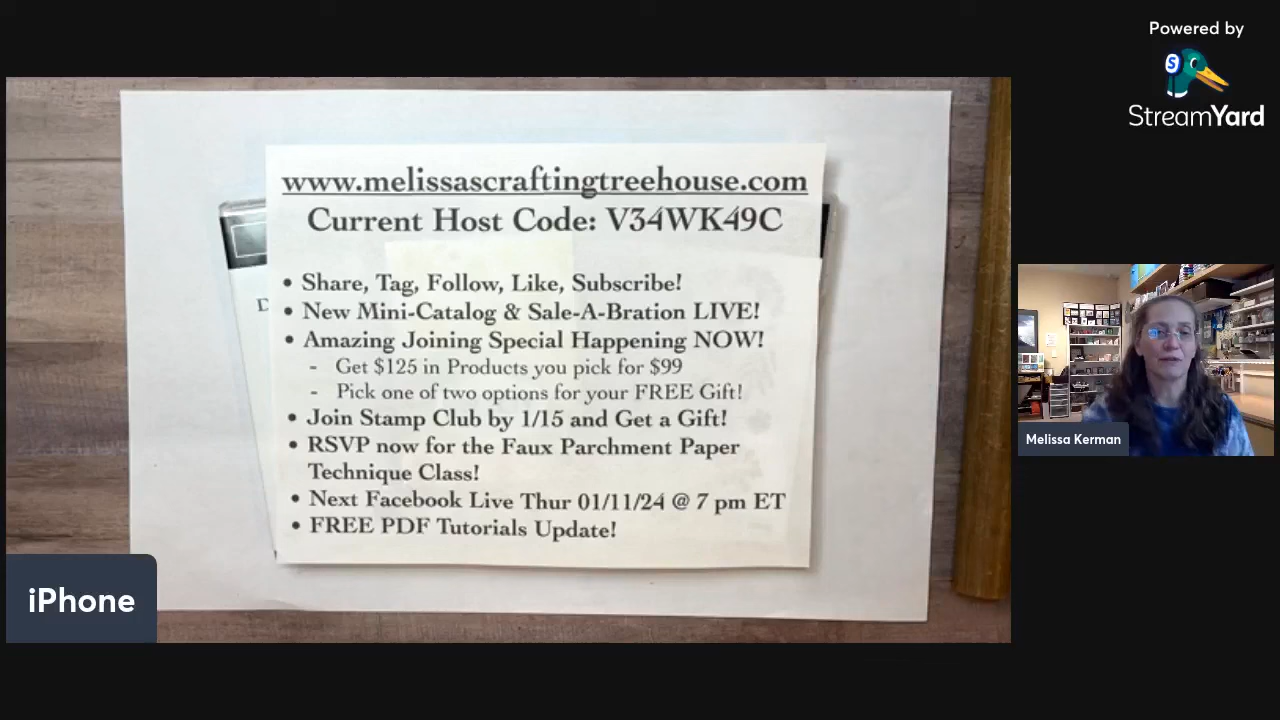 Powered by
StreamYard
www.melissascraftingtreehouse.com
Current Host Code: V34WK49C
• Share, Tag, Follow, Like, Subscribe!
• New Mini-Catalog & Sale-A-Bration LIVE!
• Amazing Joining Special Happening NOW!
- Get $125 in Products you pick for $99
- Pick one of two options for your FREE Gift!
• Join Stamp Club by 1/15 and Get a Gift!
• RSVP now for the Faux Parchment Paper
Technique Class!
• Next Facebook Live Thur 01/11/24 @ 7 pm ET
• FREE PDF Tutorials Update!
iPhone
Melissa Kerman